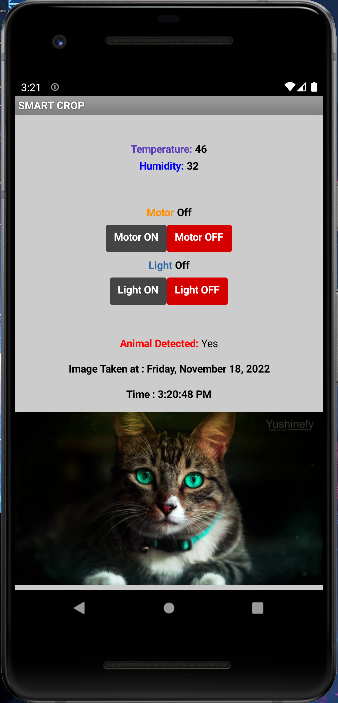 3:21
SMART CROP
Temperature: 46
Humidity: 32
Motor Off
Motor ON Motor OFF
Light Off
Light ON Light OFF
Animal Detected: Yes
Image Taken at : Friday, November 18, 2022
Time : 3:20:48 PM
Yushinefy